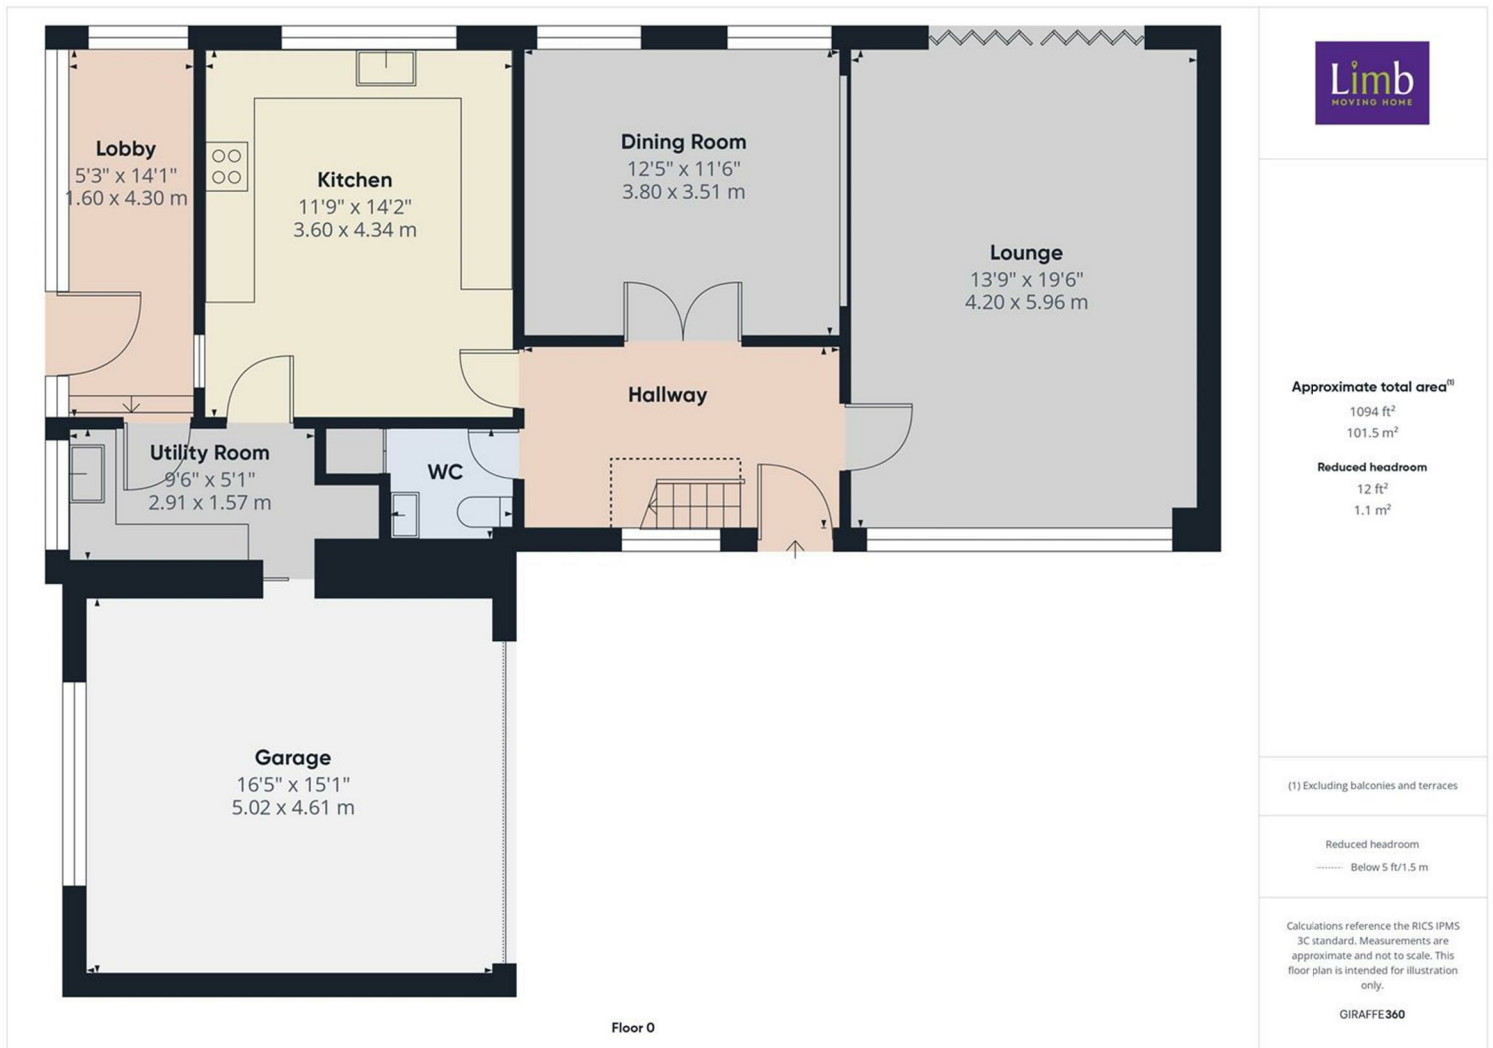 Lobby
5'3" x 14'1"
1.60 x 4.30 m
Kitchen
11'9" x 14'2"
3.60 x 4.34 m
Dining Room
12'5" x 11'6"
3.80 x 3.51 m
Lounge
13'9" x 19'6"
4.20 x 5.96 m
Hallway
Utility Room
9'6" x 5'1"
2.91 x 1.57 m
WC
Garage
16'5" x 15'1"
5.02 x 4.61 m
Floor 0
Limb
MOVING HOME
Approximate total area(1)
1094 ft²
101.5 m²
Reduced headroom
12 ft²
1.1 m²
(1) Excluding balconies and terraces
Reduced headroom
Below 5 ft/1.5 m
Calculations reference the RICS IPMS
3C standard. Measurements are
approximate and not to scale. This
floor plan is intended for illustration
only.
GIRAFFE360